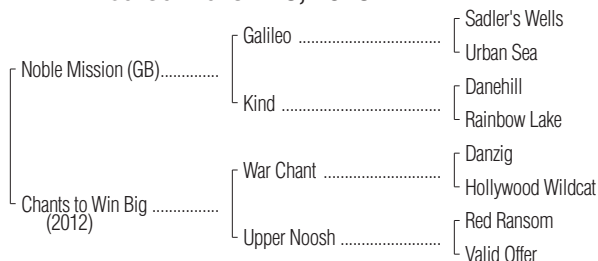 Sadler's Wells
Galileo ........................................
Urban Sea
Noble Mission (GB)..............
Danehill
Kind ............................................
Rainbow Lake
Danzig
War Chant ..................................
Hollywood Wildcat
Chants to Win Big ................
(2012)
Red Ransom
Upper Noosh ..............................
Valid Offer